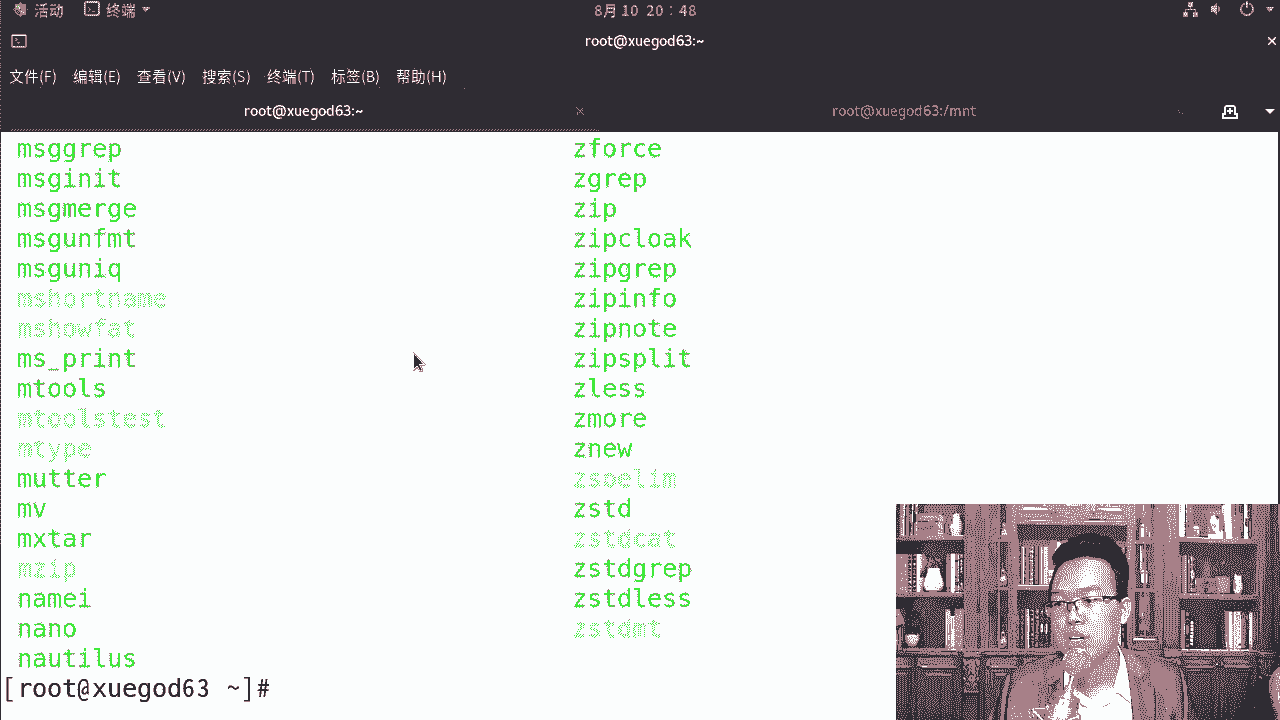 活动 终端 8月 10 20：48
root@xuegod63:~
文件(F) 编辑(E) 查看(V) 搜索(S) 终端(T) 标签(B) 帮助(H)
root@xuegod63:~ root@xuegod63:/mnt
msggrep zforce
msginit zgrep
msgmerge zip
msgunfmt zipcloak
msguniq zipgrep
mshortname zipinfo
mshowfat zipnote
ms_print zipsplit
mtools zless
mtoolstest zmore
mtype znew
mutter zsoelim
mv zstd
mxtar zstdcat
mzip zstdgrep
namei zstdless
nano zstdmt
nautilus
[root@xuegod63 ~]#